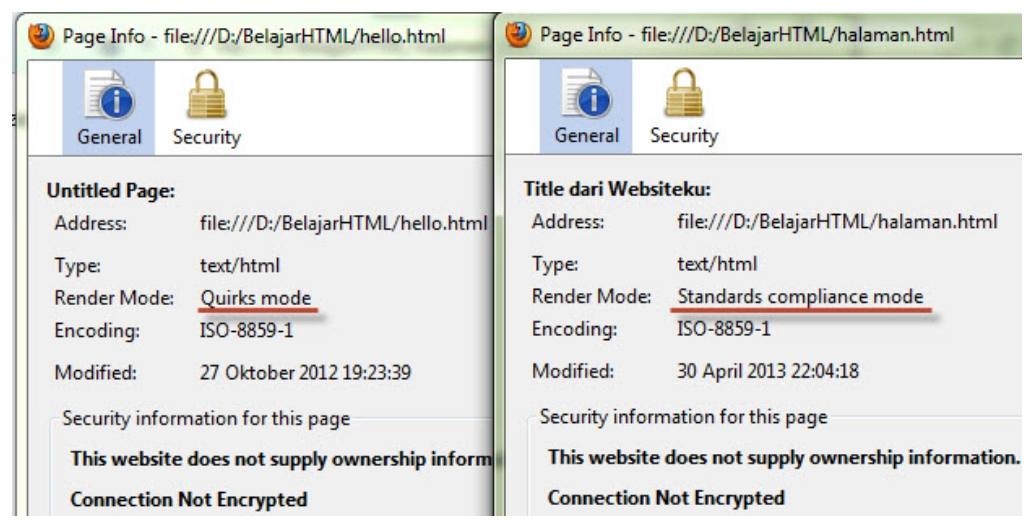 Page Info - file:///D:/BelajarHTML/hello.html
General Security
Untitled Page:
Address: file:///D:/BelajarHTML/hello.html
Type: text/html
Render Mode: Quirks mode
Encoding: ISO-8859-1
Modified: 27 Oktober 2012 19:23:39
Security information for this page
This website does not supply ownership inform
Connection Not Encrypted
Page Info - file:///D:/BelajarHTML/halaman.html
General Security
Title dari Websiteku:
Address: file:///D:/BelajarHTML/halaman.html
Type: text/html
Render Mode: Standards compliance mode
Encoding: ISO-8859-1
Modified: 30 April 2013 22:04:18
Security information for this page
This website does not supply ownership information.
Connection Not Encrypted